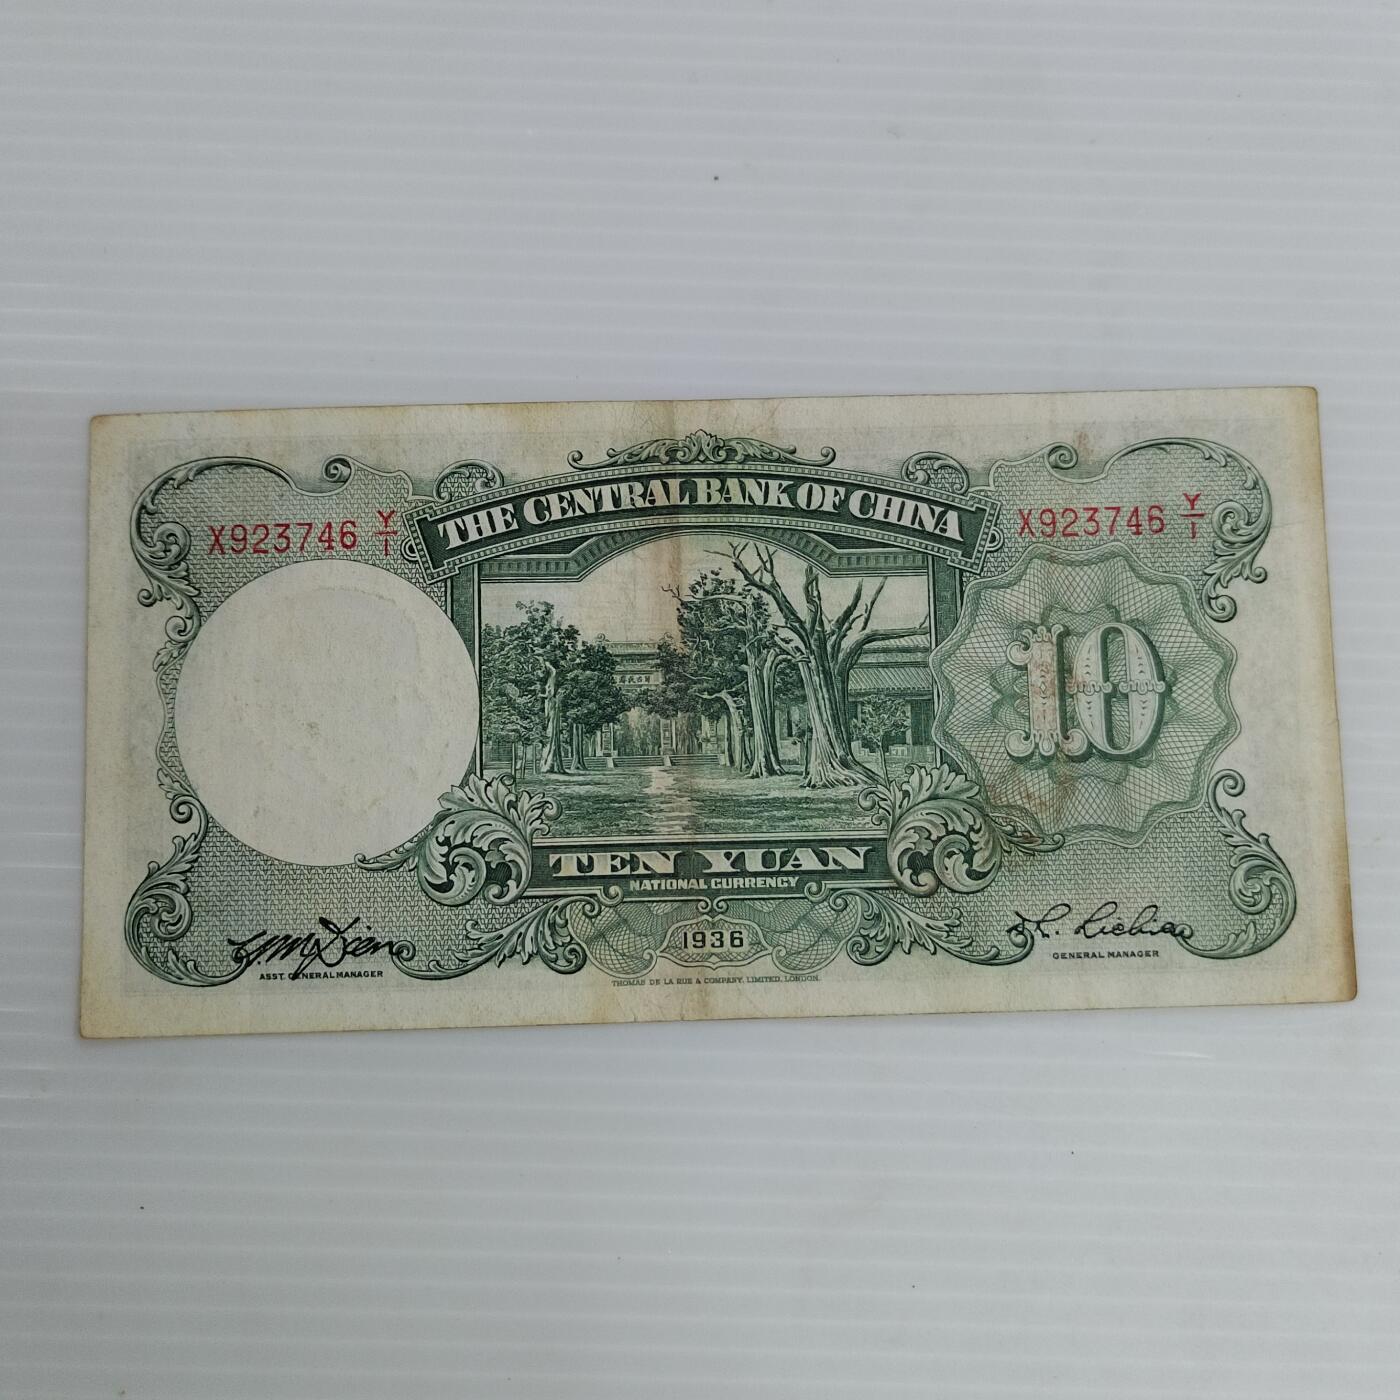 THE CENTRAL BANK OF CHINA
X923746 Y/1
X923746 Y/1
10
TEN YUAN
NATIONAL CURRENCY
1936
ASST. GENERAL MANAGER
GENERAL MANAGER
THOMAS DE LA RUE & COMPANY, LIMITED, LONDON.